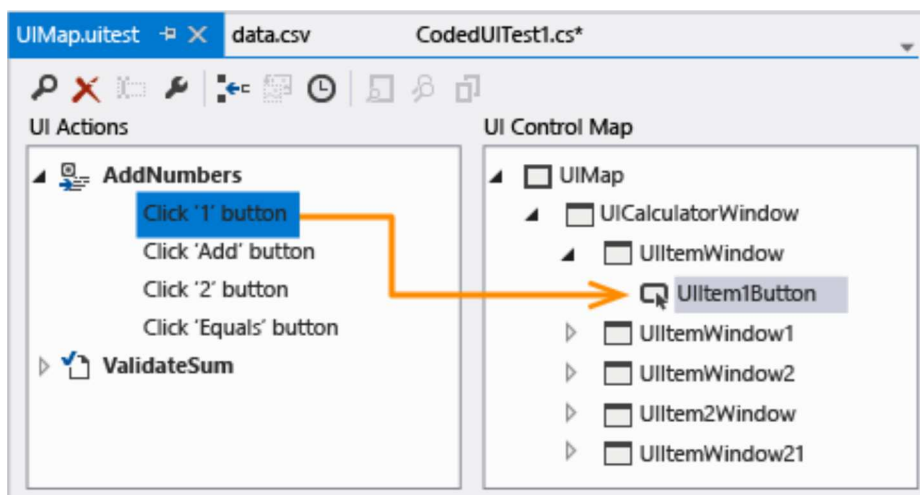 UIMap.uitest data.csv CodedUITest1.cs*
UI Actions
AddNumbers
Click '1' button
Click 'Add' button
Click '2' button
Click 'Equals' button
ValidateSum
UI Control Map
UIMap
UICalculatorWindow
UIItemWindow
UIItem1Button
UIItemWindow1
UIItemWindow2
UIItem2Window
UIItemWindow21